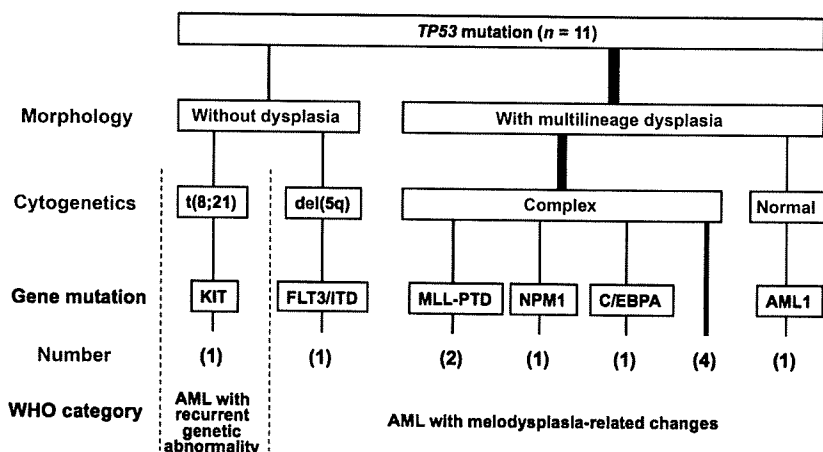 TP53 mutation (n = 11)
Morphology
Without dysplasia
With multilineage dysplasia
Cytogenetics
t(8;21)
del(5q)
Complex
Normal
Gene mutation
KIT
FLT3/ITD
MLL-PTD
NPM1
C/EBPA
AML1
Number
(1)
(1)
(2)
(1)
(1)
(4)
(1)
WHO category
AML with
recurrent
genetic
abnormality
AML with melodysplasia-related changes